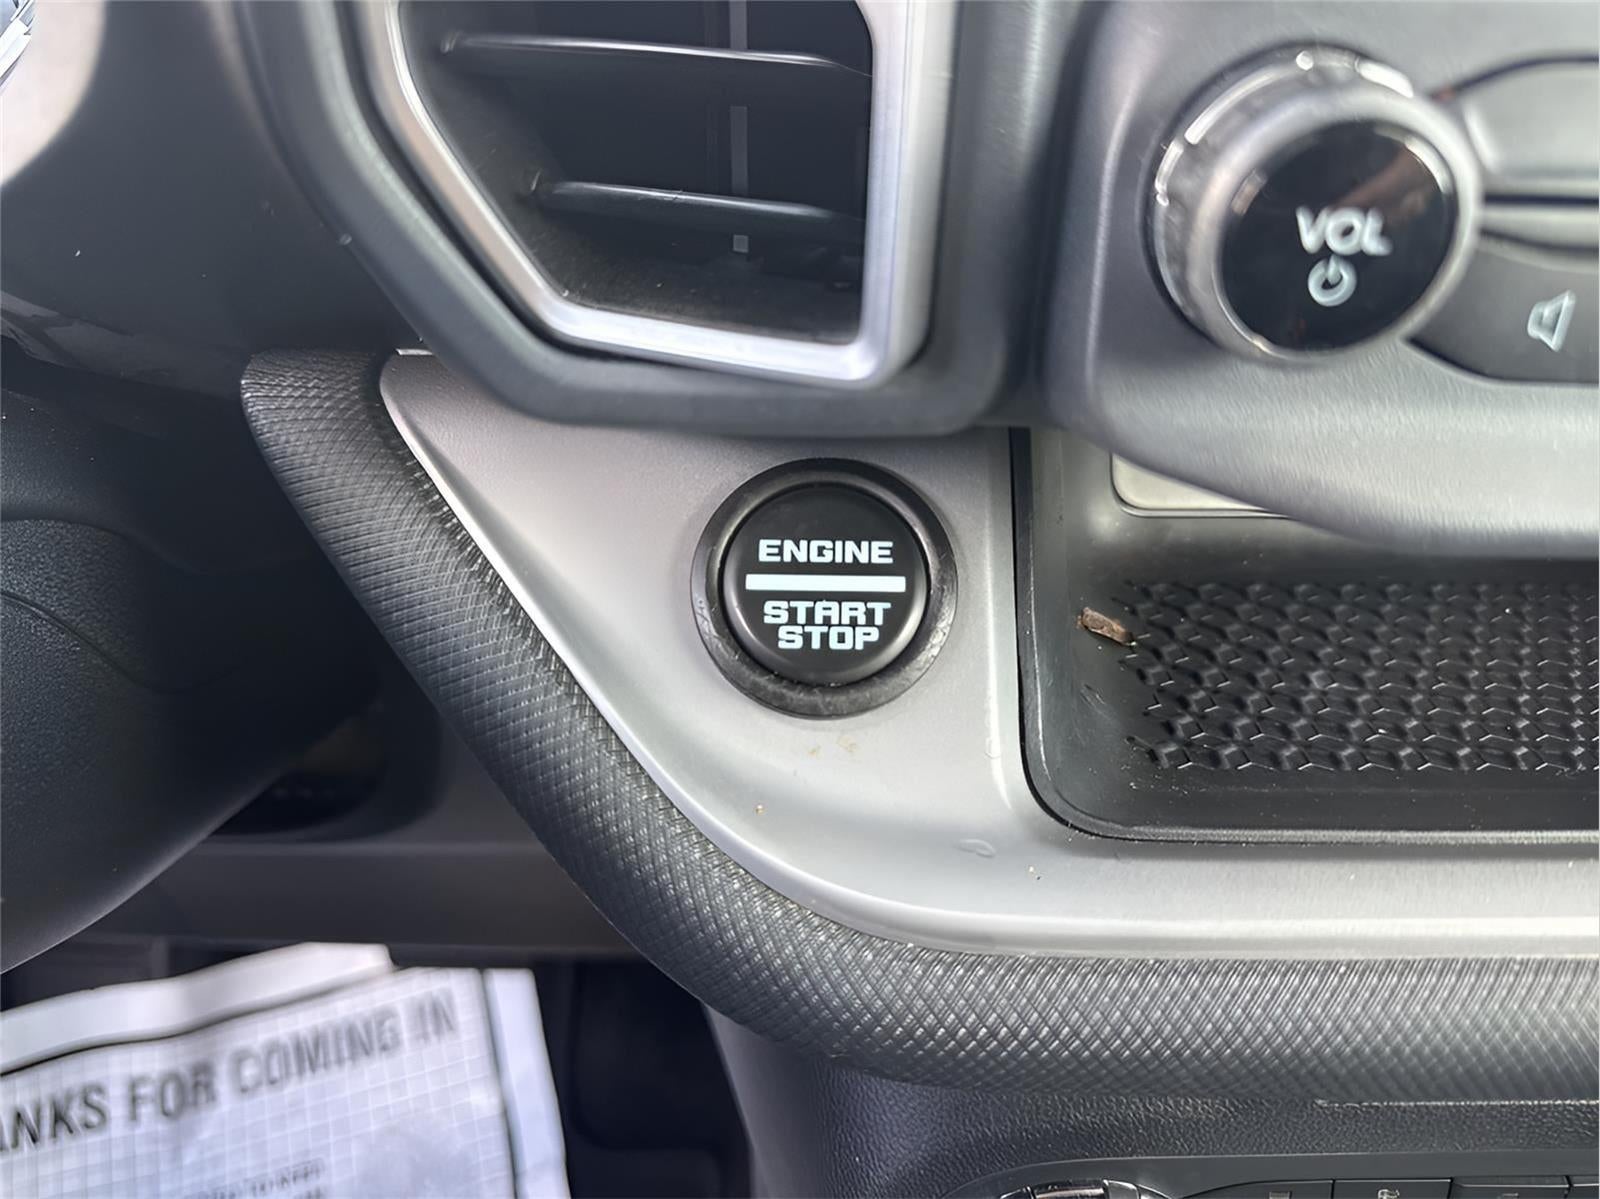 VOL
ENGINE
START
STOP
ANKS FOR COMING IN